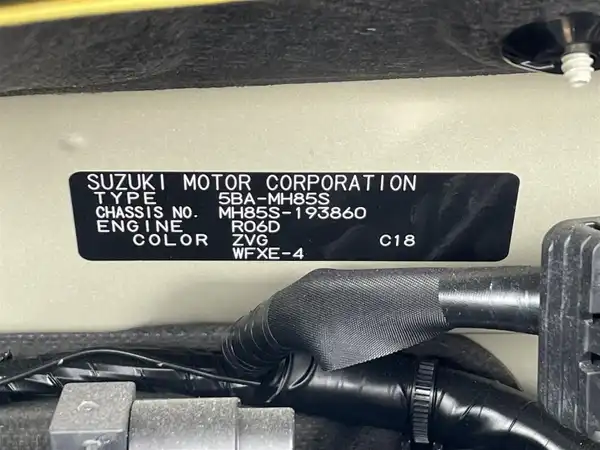 SUZUKI MOTOR CORPORATION
TYPE 5BA-MH85S
CHASSIS NO. MH85S-193860
ENGINE R06D
COLOR ZVG C18
WFXE-4